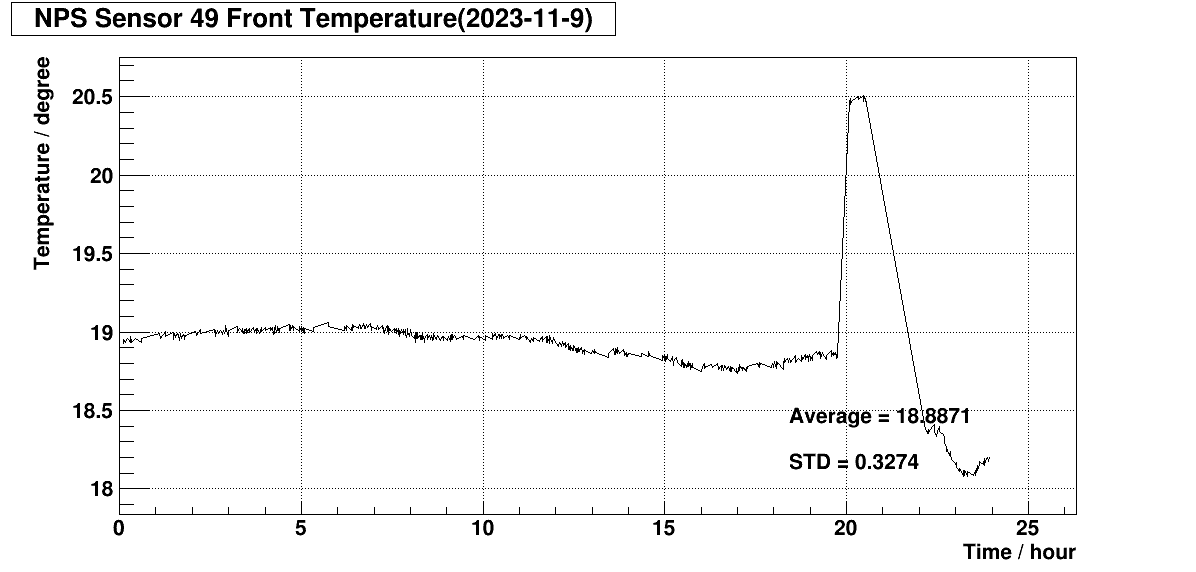 NPS Sensor 49 Front Temperature(2023-11-9)
Temperature / degree
20.5
20
19.5
19
18.5
18
Average = 18.8871
STD = 0.3274
0 5 10 15 20 25
Time / hour